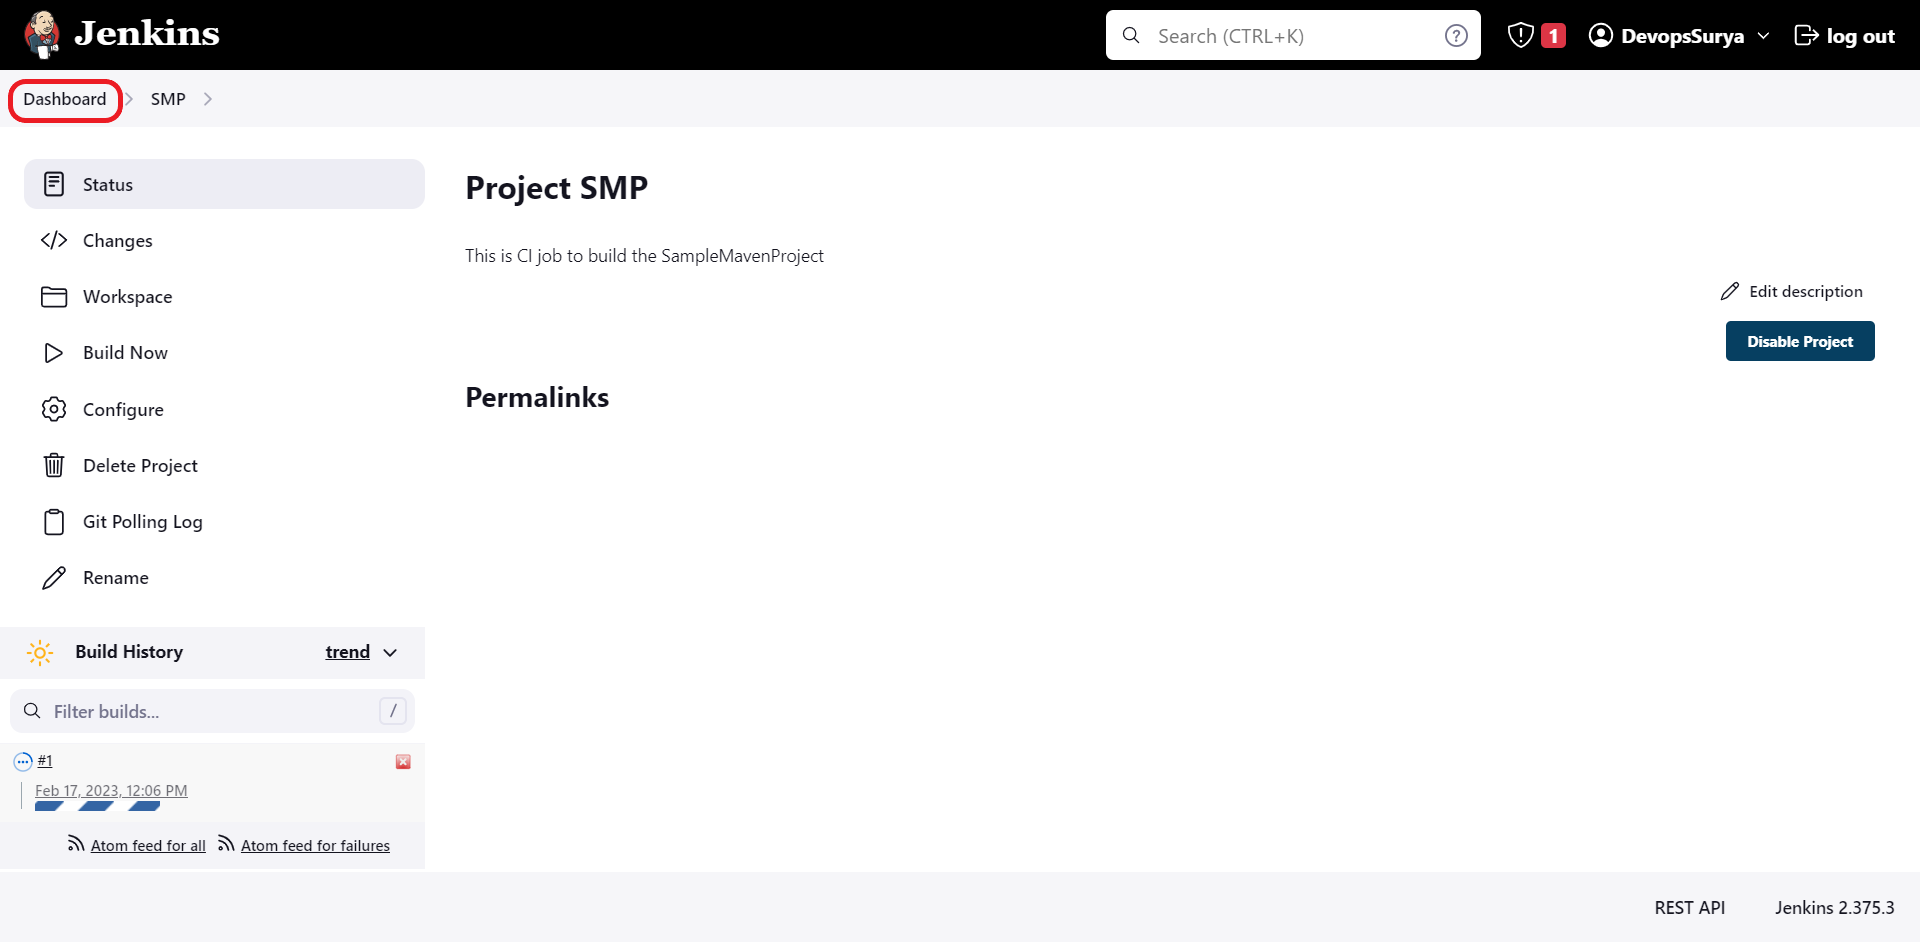 Jenkins
Search (CTRL+K)
?
1
DevopsSurya
log out
Dashboard
SMP
Status
Changes
Workspace
Build Now
Configure
Delete Project
Git Polling Log
Rename
Build History
trend
Filter builds...
/
#1
Feb 17, 2023, 12:06 PM
Atom feed for all
Atom feed for failures
Project SMP
This is CI job to build the SampleMavenProject
Edit description
Disable Project
Permalinks
REST API
Jenkins 2.375.3